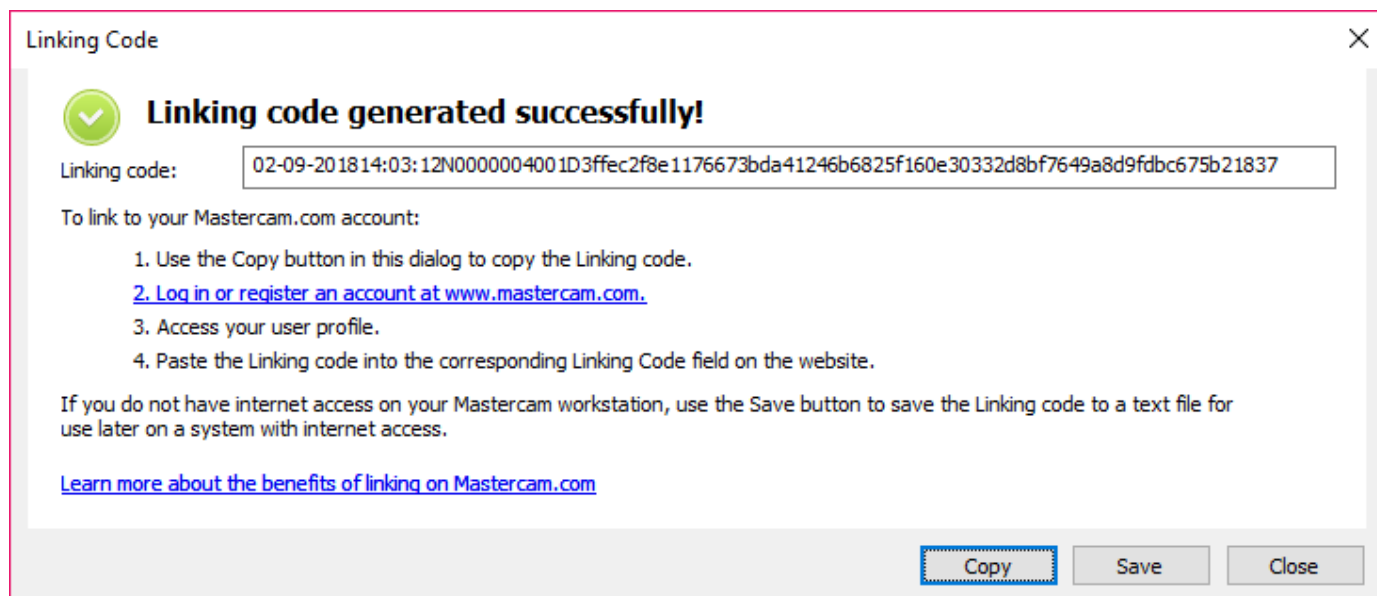 Linking Code
Linking code generated successfully!
Linking code: 02-09-201814:03:12N0000004001D3ffec2f8e1176673bda41246b6825f160e30332d8bf7649a8d9fdbc675b21837
To link to your Mastercam.com account:
1. Use the Copy button in this dialog to copy the Linking code.
2. Log in or register an account at www.mastercam.com.
3. Access your user profile.
4. Paste the Linking code into the corresponding Linking Code field on the website.
If you do not have internet access on your Mastercam workstation, use the Save button to save the Linking code to a text file for
use later on a system with internet access.
Learn more about the benefits of linking on Mastercam.com
Copy Save Close